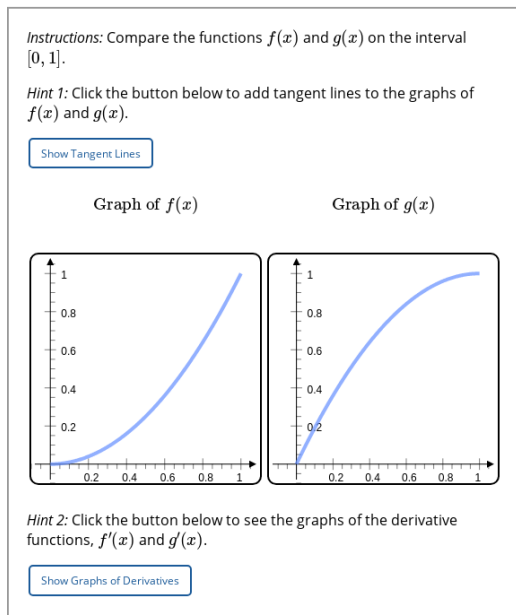 Instructions: Compare the functions f(x) and g(x) on the interval
[0, 1].
Hint 1: Click the button below to add tangent lines to the graphs of
f(x) and g(x).
Show Tangent Lines
Graph of f(x)
Graph of g(x)
1
0.8
0.6
0.4
0.2
0.2 0.4 0.6 0.8 1
1
0.8
0.6
0.4
0.2
0.2 0.4 0.6 0.8 1
Hint 2: Click the button below to see the graphs of the derivative
functions, f′(x) and g′(x).
Show Graphs of Derivatives